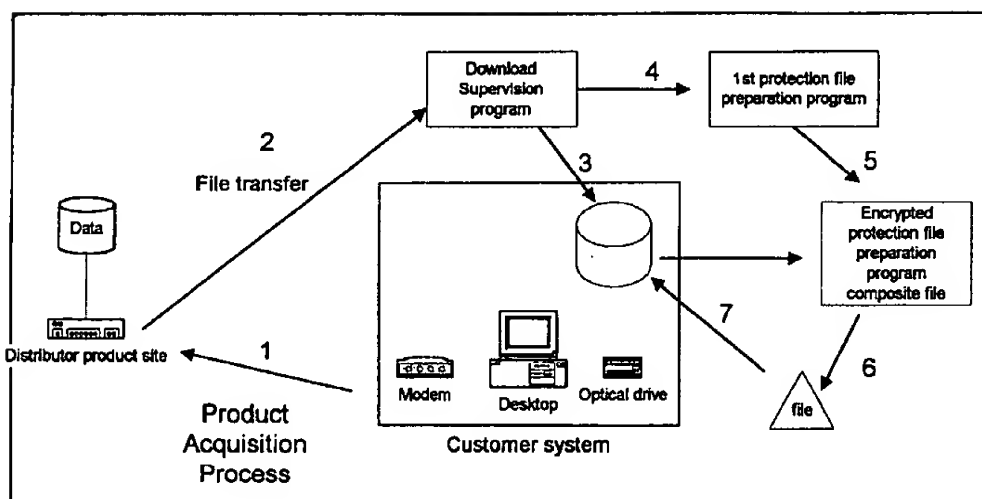 Download
Supervision
program
4
1st protection file
preparation program
2
File transfer
3
5
Data
Encrypted
protection file
preparation
program
composite file
7
Distributor product site
1
Modem
Desktop
Optical drive
6
file
Product
Acquisition
Process
Customer system